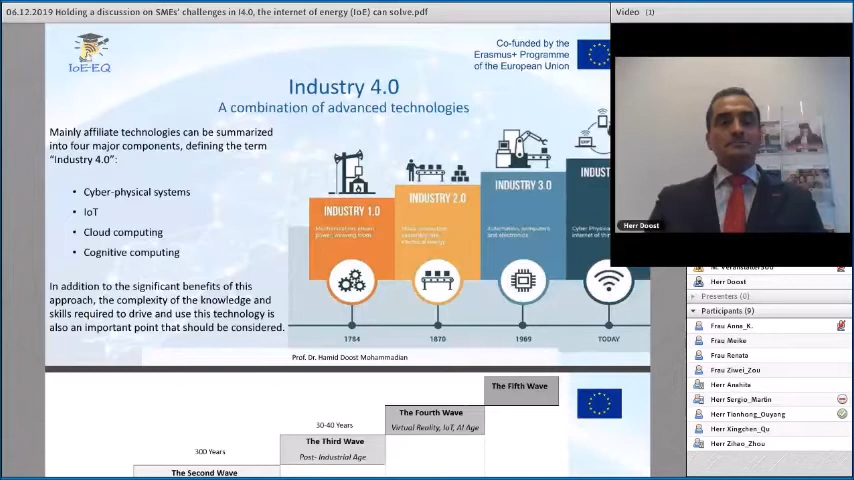 06.12.2019 Holding a discussion on SMEs' challenges in I4.0, the internet of energy (IoE) can solve.pdf
Video (1)
IoE-EQ
Co-funded by the
Erasmus+ Programme
of the European Union
Industry 4.0
A combination of advanced technologies
Mainly affiliate technologies can be summarized
into four major components, defining the term
"Industry 4.0":
• Cyber-physical systems
• IoT
• Cloud computing
• Cognitive computing
In addition to the significant benefits of this
approach, the complexity of the knowledge and
skills required to drive and use this technology is
also an important point that should be considered.
INDUSTRY 1.0
INDUSTRY 2.0
INDUSTRY 3.0
INDUST
Automation, computers
and electronics
1784
1870
1969
TODAY
Prof. Dr. Hamid Doost Mohammadian
The Fifth Wave
The Fourth Wave
Virtual Reality, IoT, AI Age
30-40 Years
The Third Wave
Post- Industrial Age
300 Years
The Second Wave
Herr Doost
Herr Doost
Presenters (0)
Participants (9)
Frau Anna_K.
Frau Meike
Frau Renata
Frau Ziwei_Zou
Herr Anahita
Herr Sergio_Martin
Herr Tianhong_Ouyang
Herr Xingchen_Qu
Herr Zihao_Zhou